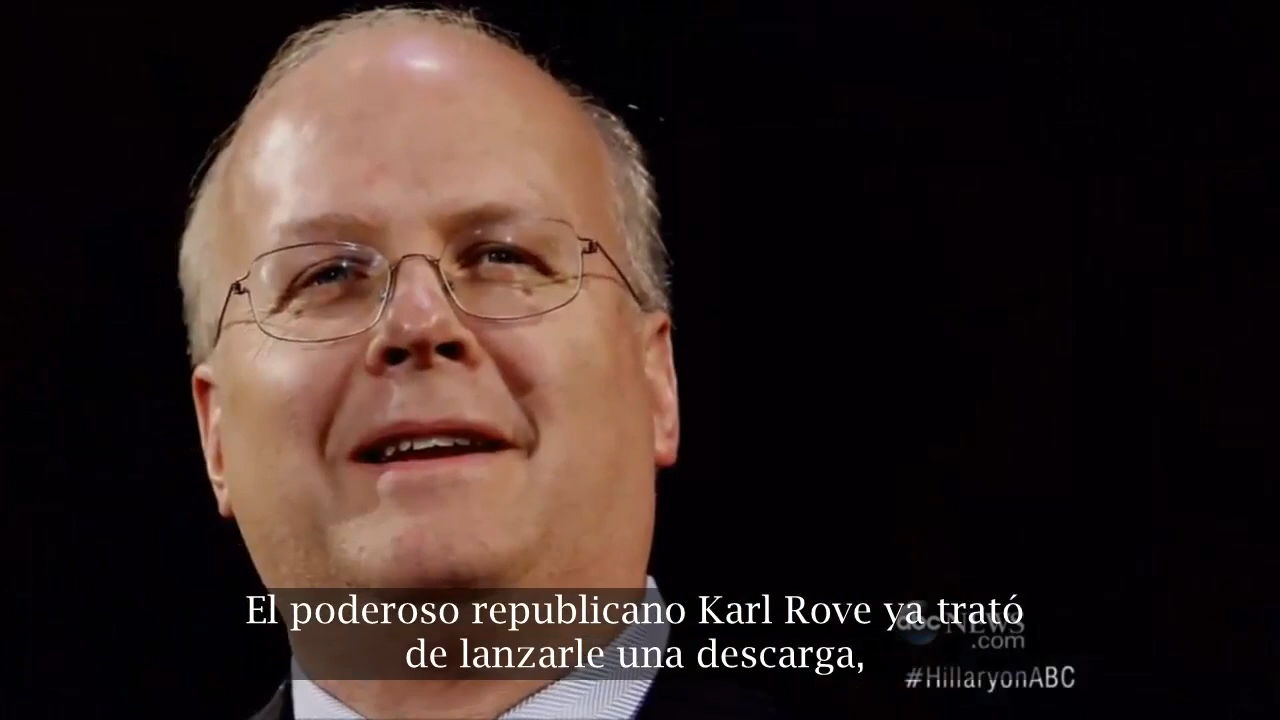 El poderoso republicano Karl Rove ya trató
de lanzarle una descarga,
abc NEWS
.com
#HillaryonABC